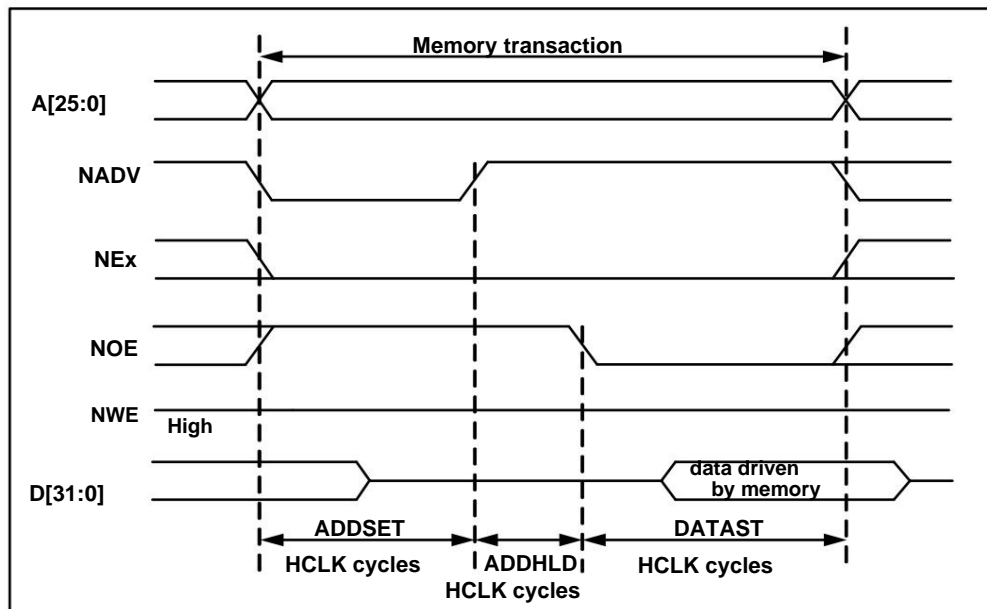 Memory transaction
A[25:0]
NADV
NEx
NOE
NWE
High
data driven
by memory
D[31:0]
ADDSET
DATAST
HCLK cycles
ADDHLD
HCLK cycles
HCLK cycles